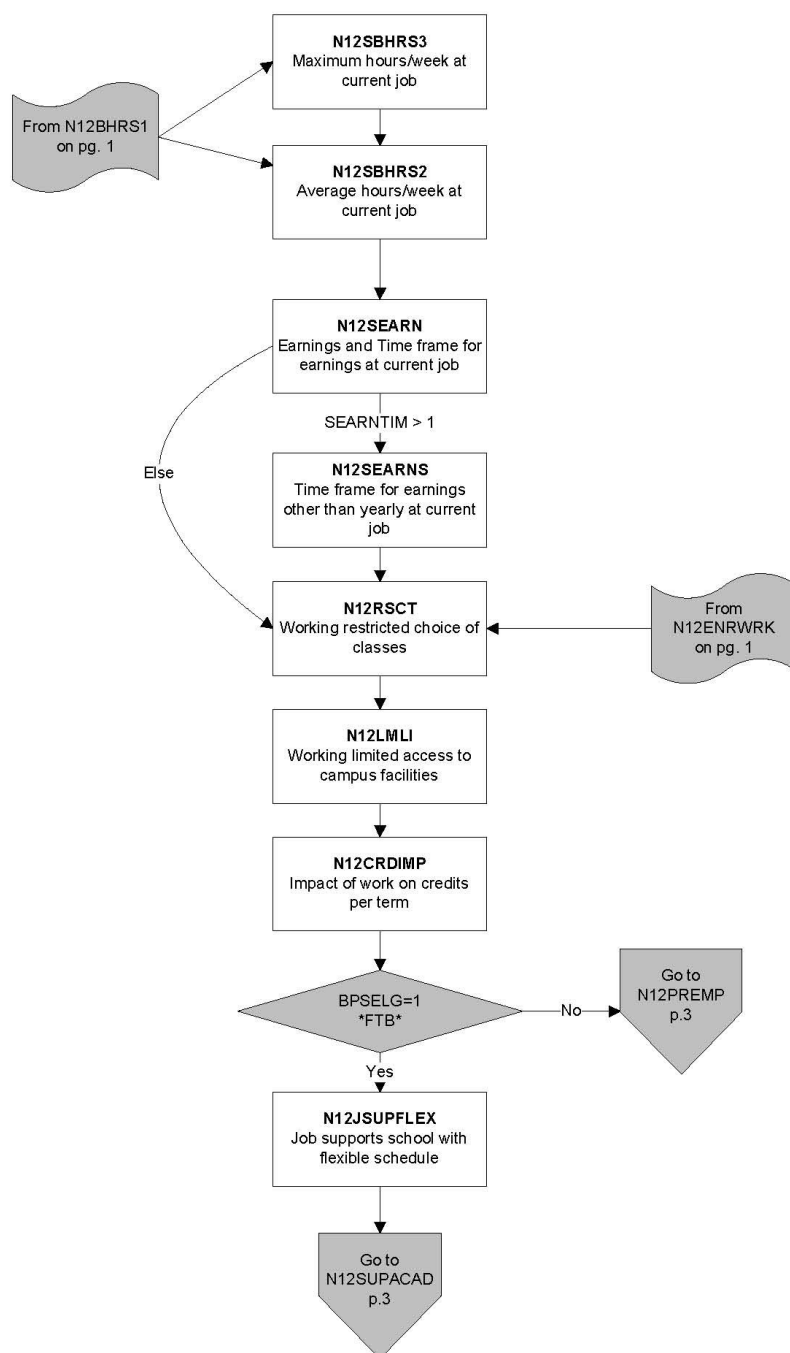 N12SBHRS3
Maximum hours/week at
current job
From N12BHRS1
on pg. 1
N12SBHRS2
Average hours/week at
current job
N12SEARN
Earnings and Time frame for
earnings at current job
SEARNTIM > 1
Else
N12SEARNS
Time frame for earnings
other than yearly at current
job
N12RSCT
Working restricted choice of
classes
From
N12ENRWRK
on pg. 1
N12LMLI
Working limited access to
campus facilities
N12CRDIMP
Impact of work on credits
per term
BPSELG=1
*FTB*
No
Go to
N12PREMP
p.3
Yes
N12JSUPFLEX
Job supports school with
flexible schedule
Go to
N12SUPACAD
p.3